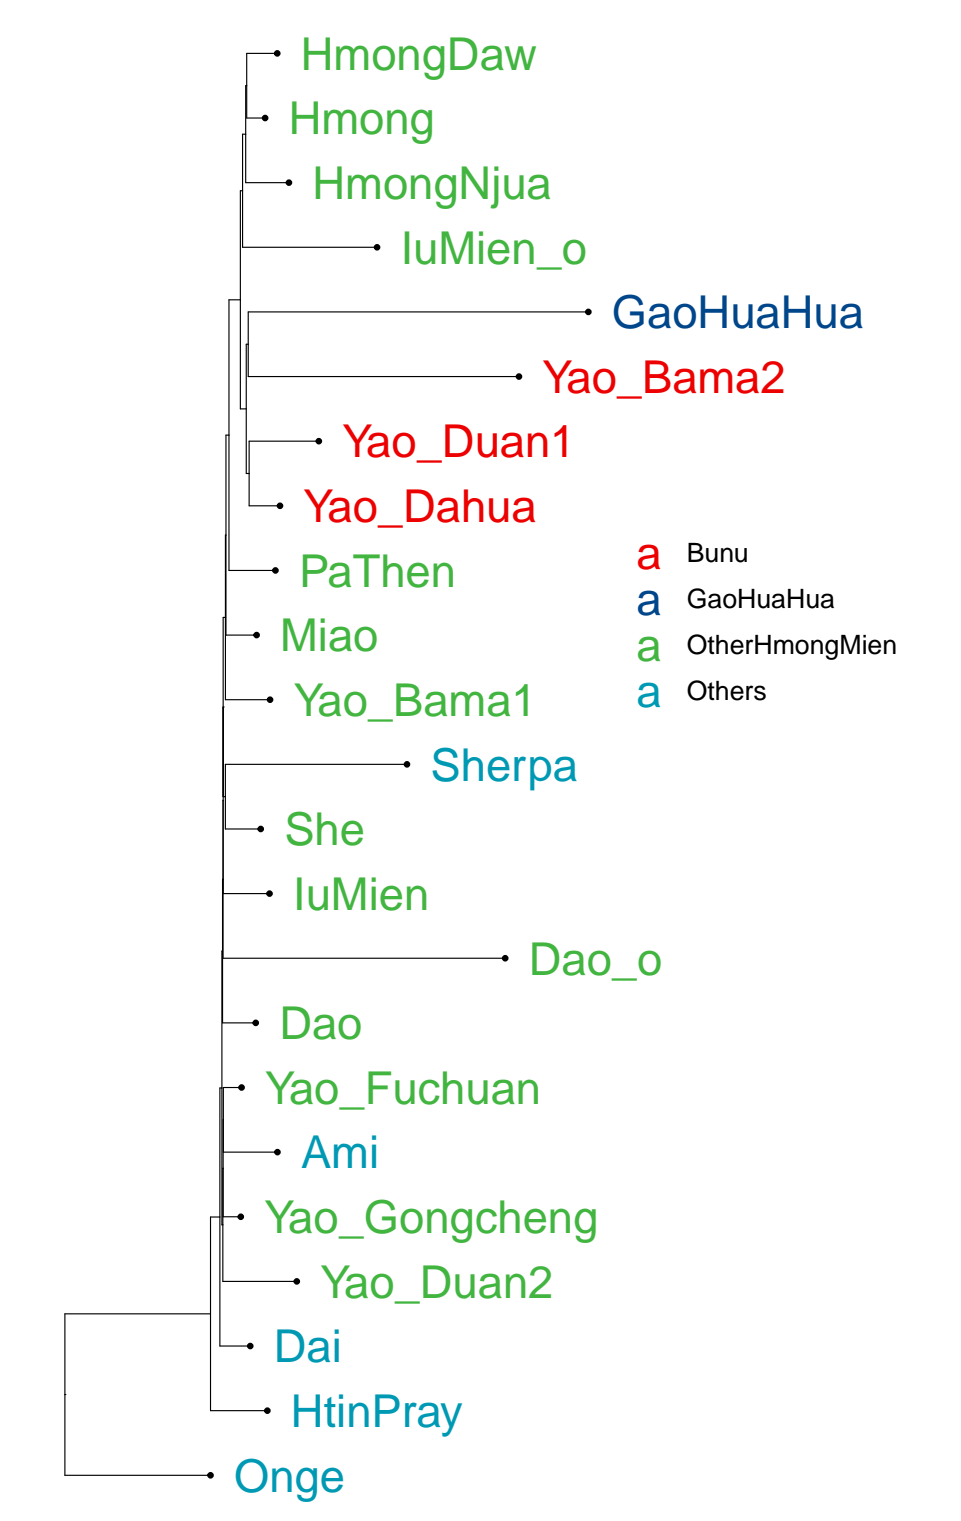 HmongDaw
Hmong
HmongNjua
IuMien_o
GaoHuaHua
Yao_Bama2
Yao_Duan1
Yao_Dahua
PaThen
Miao
Yao_Bama1
Sherpa
She
IuMien
Dao_o
Dao
Yao_Fuchuan
Ami
Yao_Gongcheng
Yao_Duan2
Dai
HtinPray
Onge
a Bunu
a GaoHuaHua
a OtherHmongMien
a Others